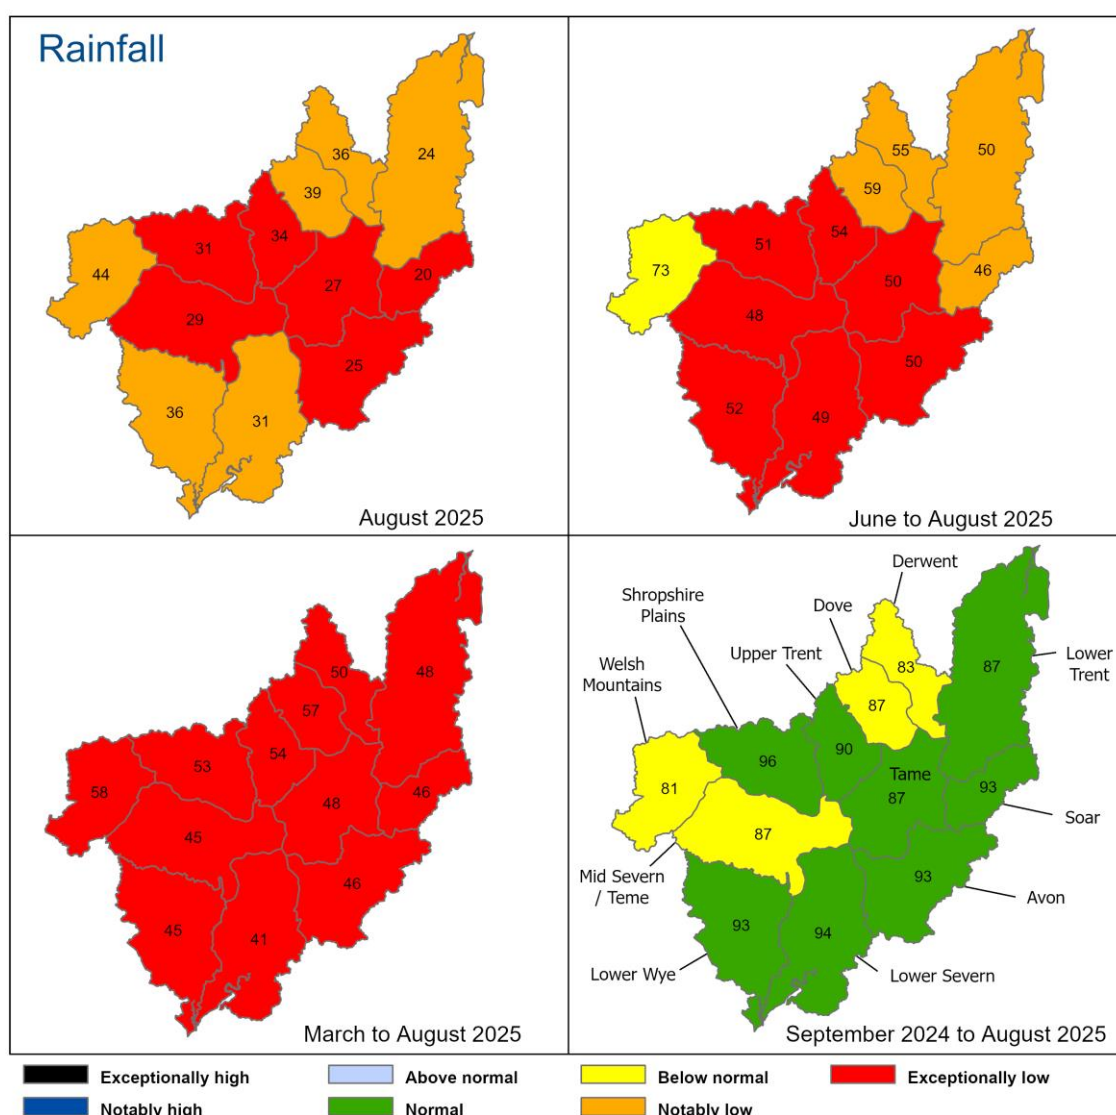 Rainfall
36
24
39
31
34
44
27
20
29
25
36
31
August 2025
55
50
59
51
54
73
50
46
48
50
52
49
June to August 2025
50
48
57
54
53
58
48
46
45
46
45
41
March to August 2025
Derwent
Shropshire
Plains
Dove
Upper Trent
Lower
Trent
Welsh
Mountains
83
87
87
90
96
Tame
87
93
81
Soar
87
Mid Severn
/ Teme
93
Avon
93
94
Lower Wye
Lower Severn
September 2024 to August 2025
Exceptionally high
Above normal
Below normal
Exceptionally low
Notably high
Normal
Notably low